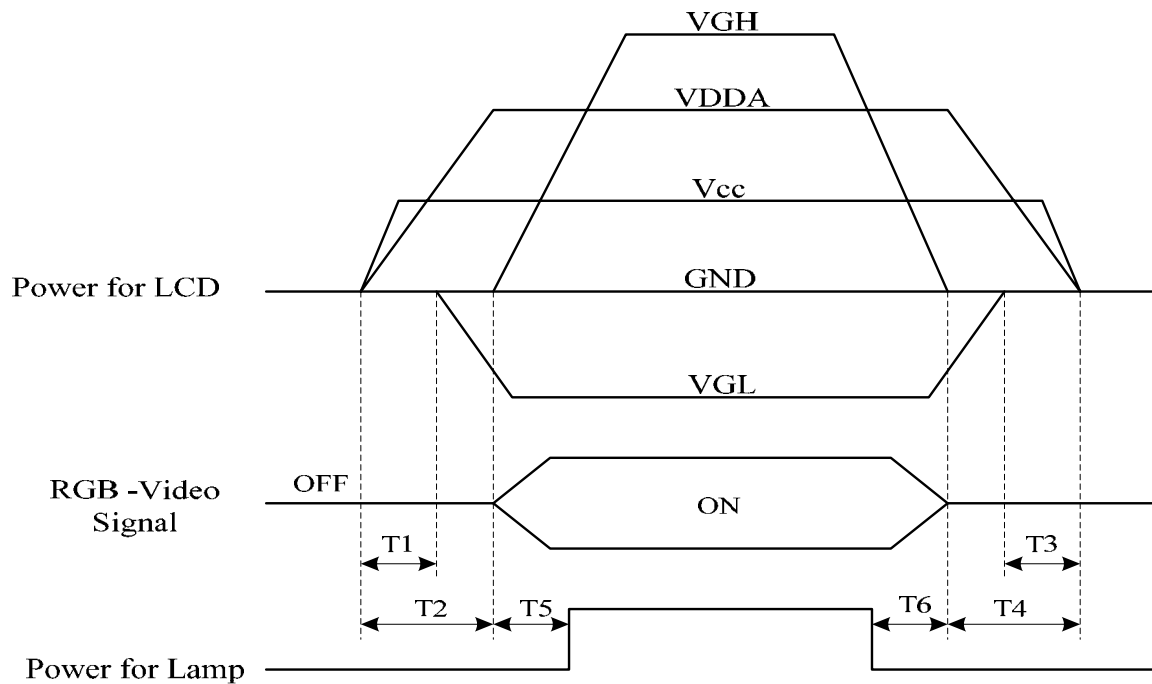 VGH
VDDA
Vcc
Power for LCD
GND
VGL
RGB -Video
Signal
OFF
ON
T1
T3
T2
T5
T6
T4
Power for Lamp